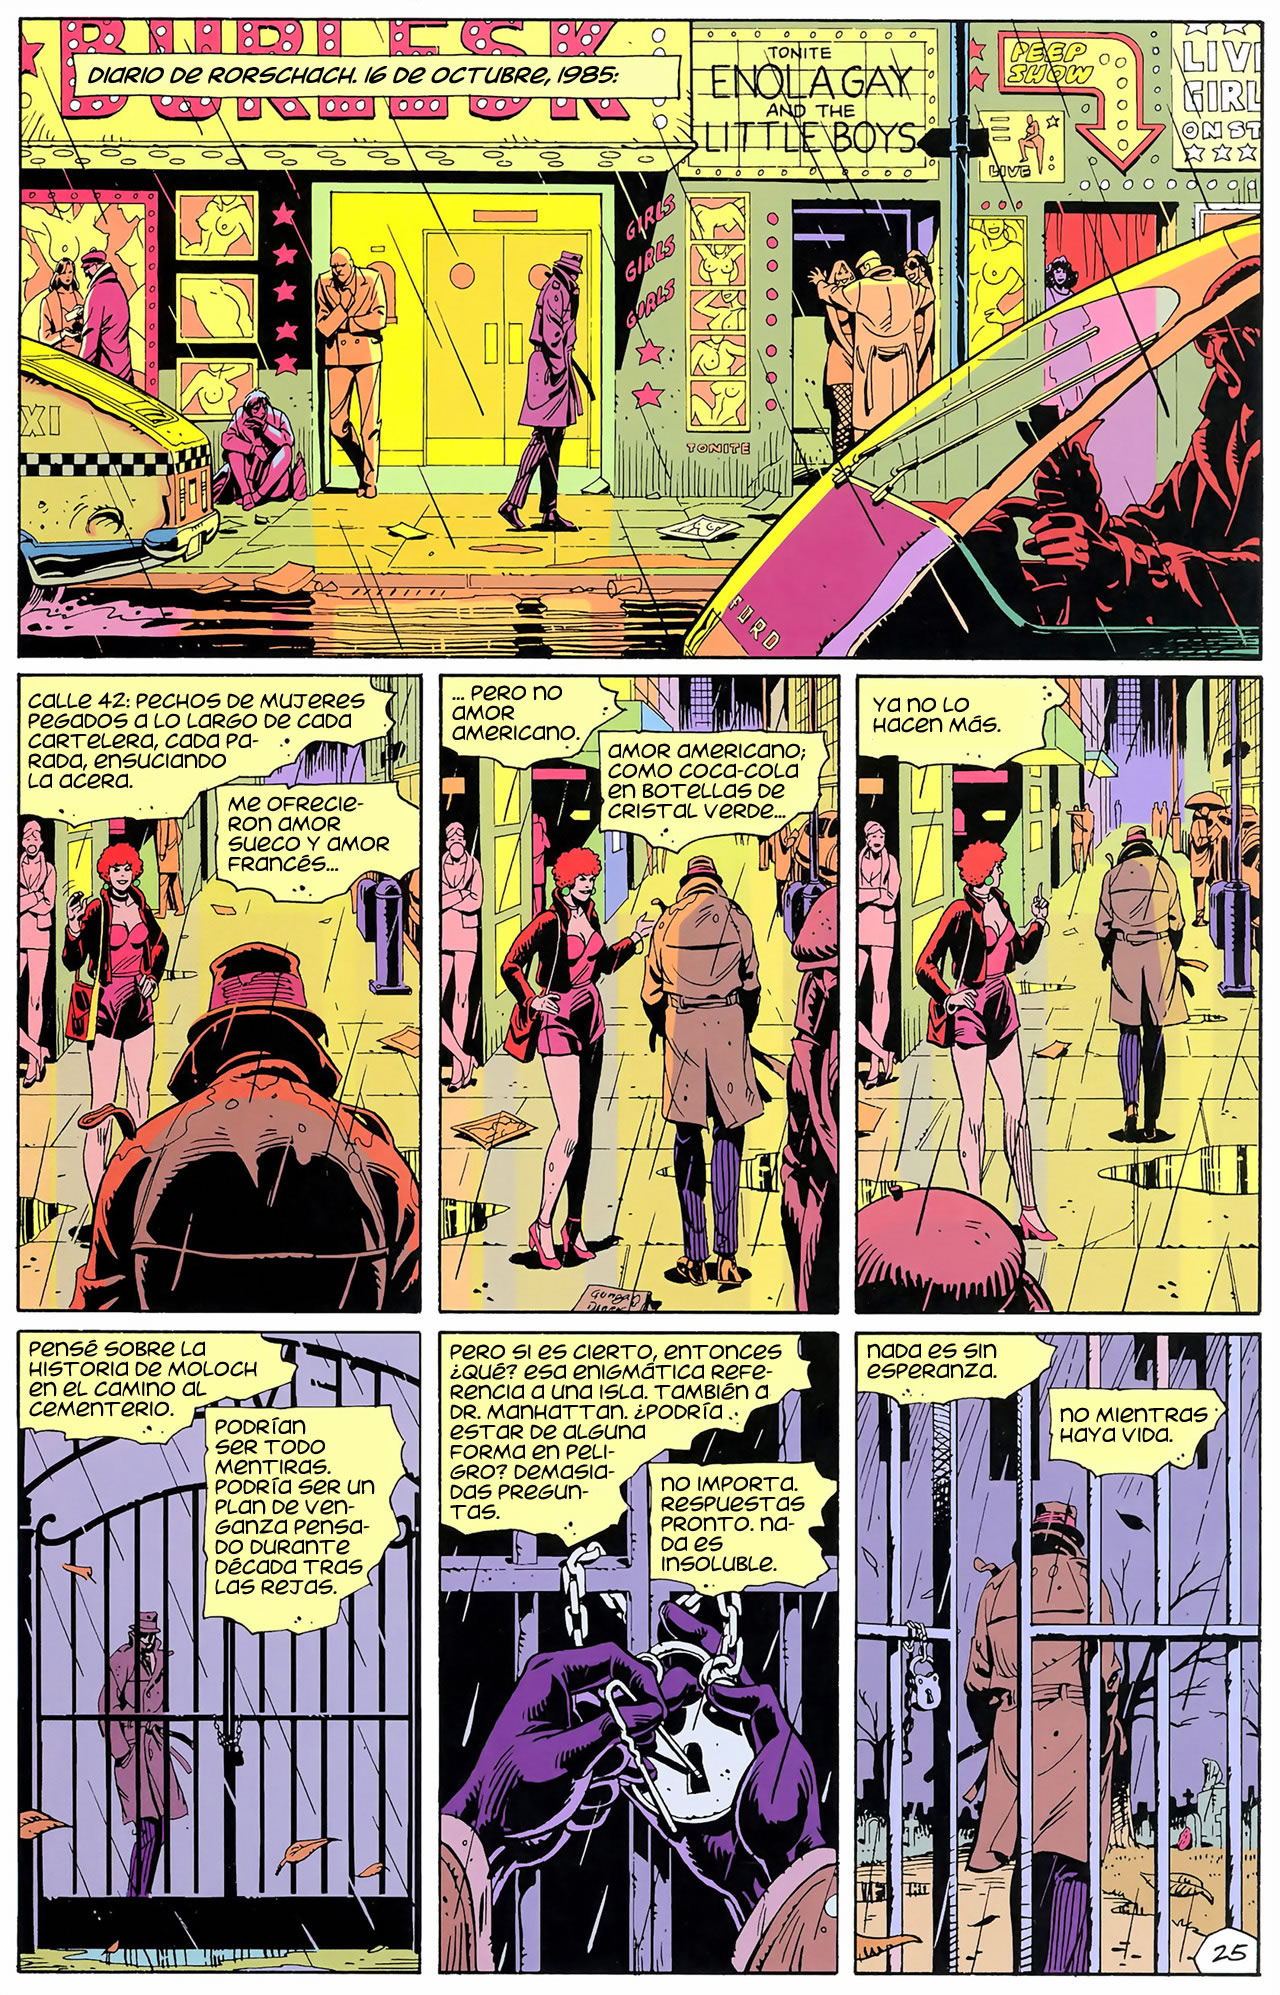 BURLESK
DIARIO DE RORSCHACH. 16 DE OCTUBRE, 1985:
TONITE
ENOLA GAY
AND THE
LITTLE BOYS
PEEP
SHOW
LIVE
LIVE
GIRL
ON ST
GIRLS
GIRLS
GIRLS
TONITE
XI
FORD
CALLE 42: PECHOS DE MUJERES
PEGADOS A LO LARGO DE CADA
CARTELERA, CADA PA-
RADA, ENSUCIANDO
LA ACERA.
ME OFRECIE-
RON AMOR
SUECO Y AMOR
FRANCÉS...
... PERO NO
AMOR
AMERICANO.
AMOR AMERICANO;
COMO COCA-COLA
EN BOTELLAS DE
CRISTAL VERDE...
YA NO LO
HACEN MÁS.
PENSÉ SOBRE LA
HISTORIA DE MOLOCH
EN EL CAMINO AL
CEMENTERIO.
PODRÍAN
SER TODO
MENTIRAS.
PODRÍA SER UN
PLAN DE VEN-
GANZA PENSA-
DO DURANTE
DÉCADA TRAS
LAS REJAS.
PERO SI ES CIERTO, ENTONCES
¿QUÉ? ESA ENIGMÁTICA REFE-
RENCIA A UNA ISLA. TAMBIÉN A
DR. MANHATTAN. ¿PODRÍA
ESTAR DE ALGUNA
FORMA EN PELI-
GRO? DEMASIA-
DAS PREGUN-
TAS.
NO IMPORTA.
RESPUESTAS
PRONTO. NA-
DA ES
INSOLUBLE.
NADA ES SIN
ESPERANZA.
NO MIENTRAS
HAYA VIDA.
25